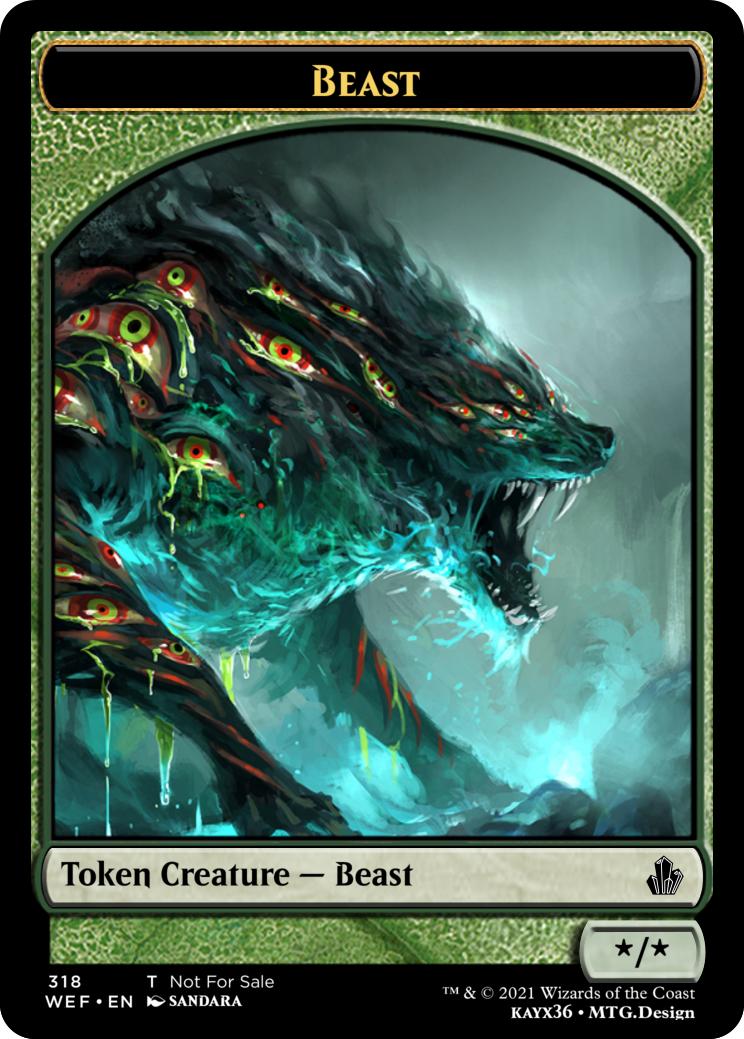 Beast
Token Creature — Beast
★/★
318 T Not For Sale
WEF • EN SANDARA
™ & © 2021 Wizards of the Coast
KAYX36 • MTG.Design